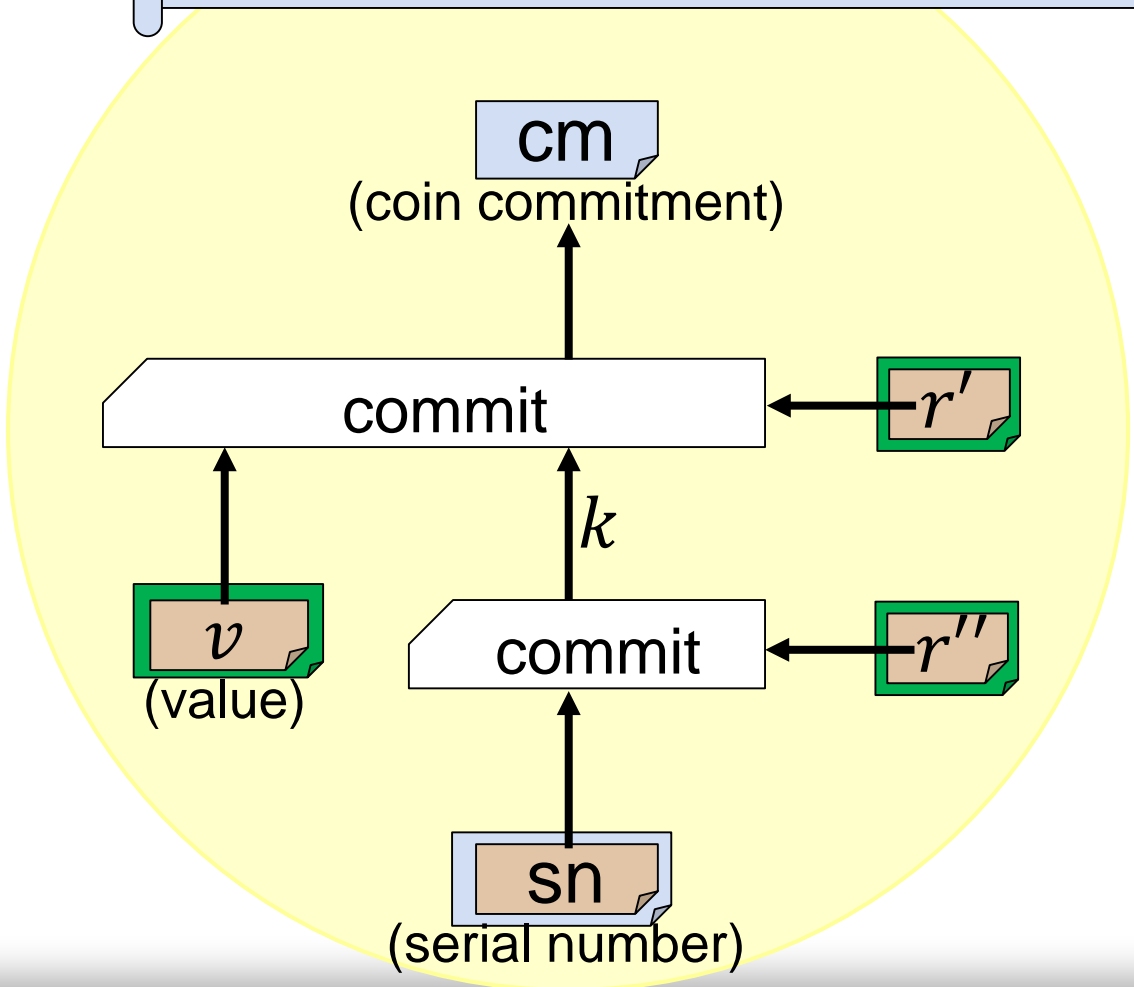 cm
(coin commitment)
commit
r′
k
v
(value)
commit
r′′
sn
(serial number)